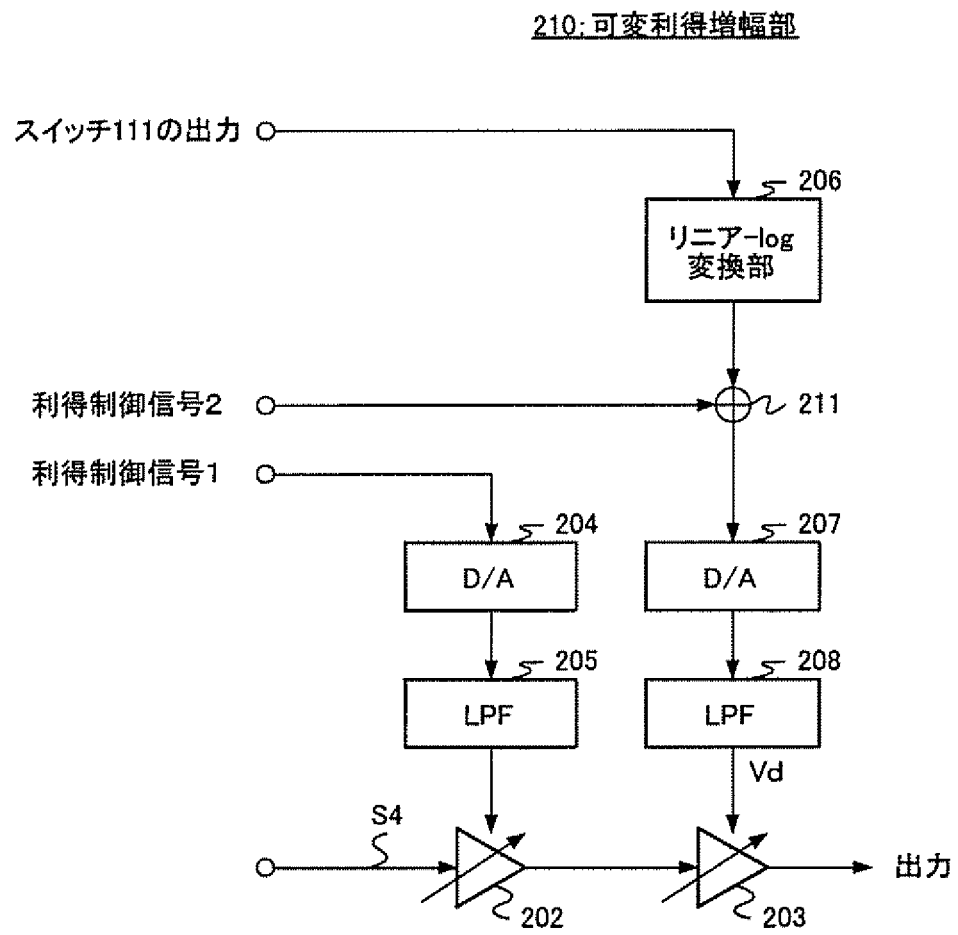 210;可変利得増幅部
スイッチ111の出力
206
リニア-log
変換部
利得制御信号2
211
利得制御信号1
204
207
D/A
D/A
205
208
LPF
LPF
Vd
S4
出力
202
203